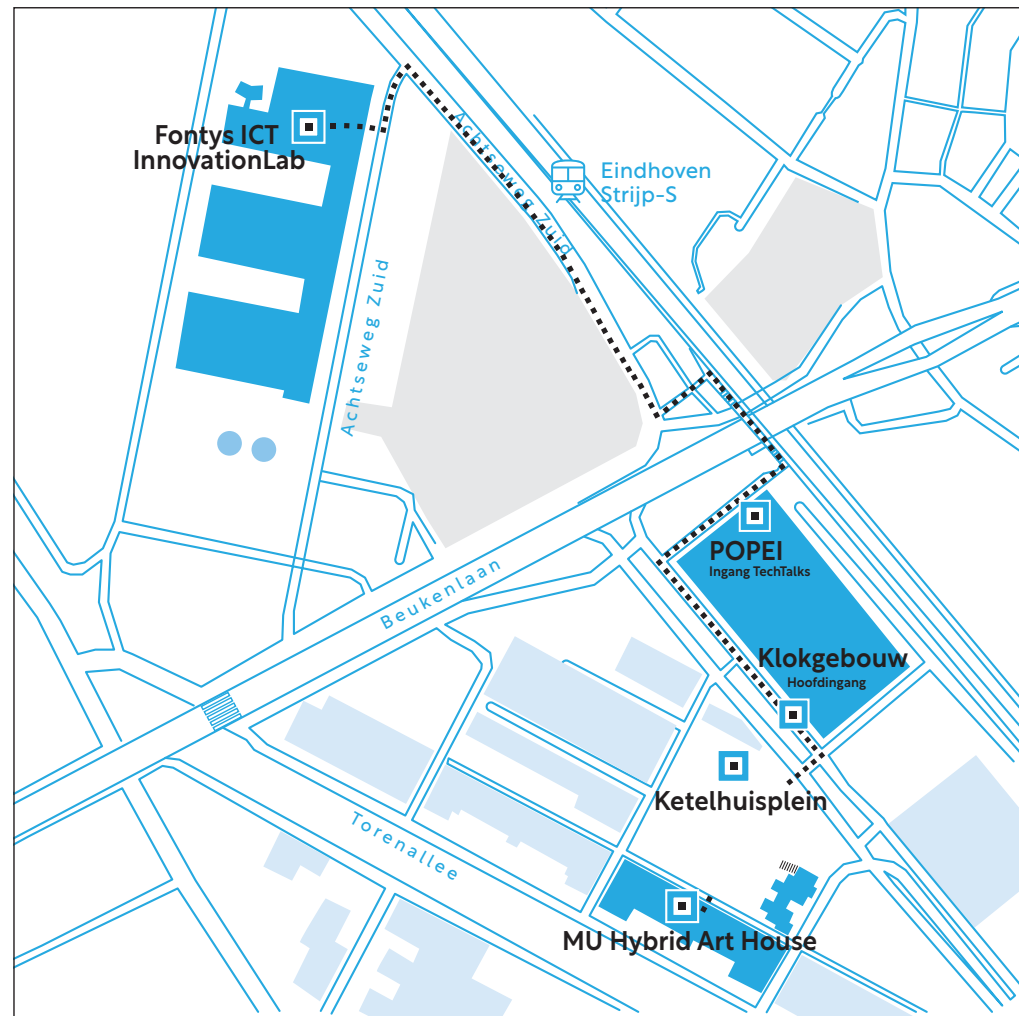 Fontys ICT
InnovationLab
Achtseweg Zuid
Eindhoven
Strijp-S
Achtseweg Zuid
POPEI
Ingang TechTalks
Beukenlaan
Klokgebouw
Hoofdingang
Ketelhuisplein
Torenallee
MU Hybrid Art House